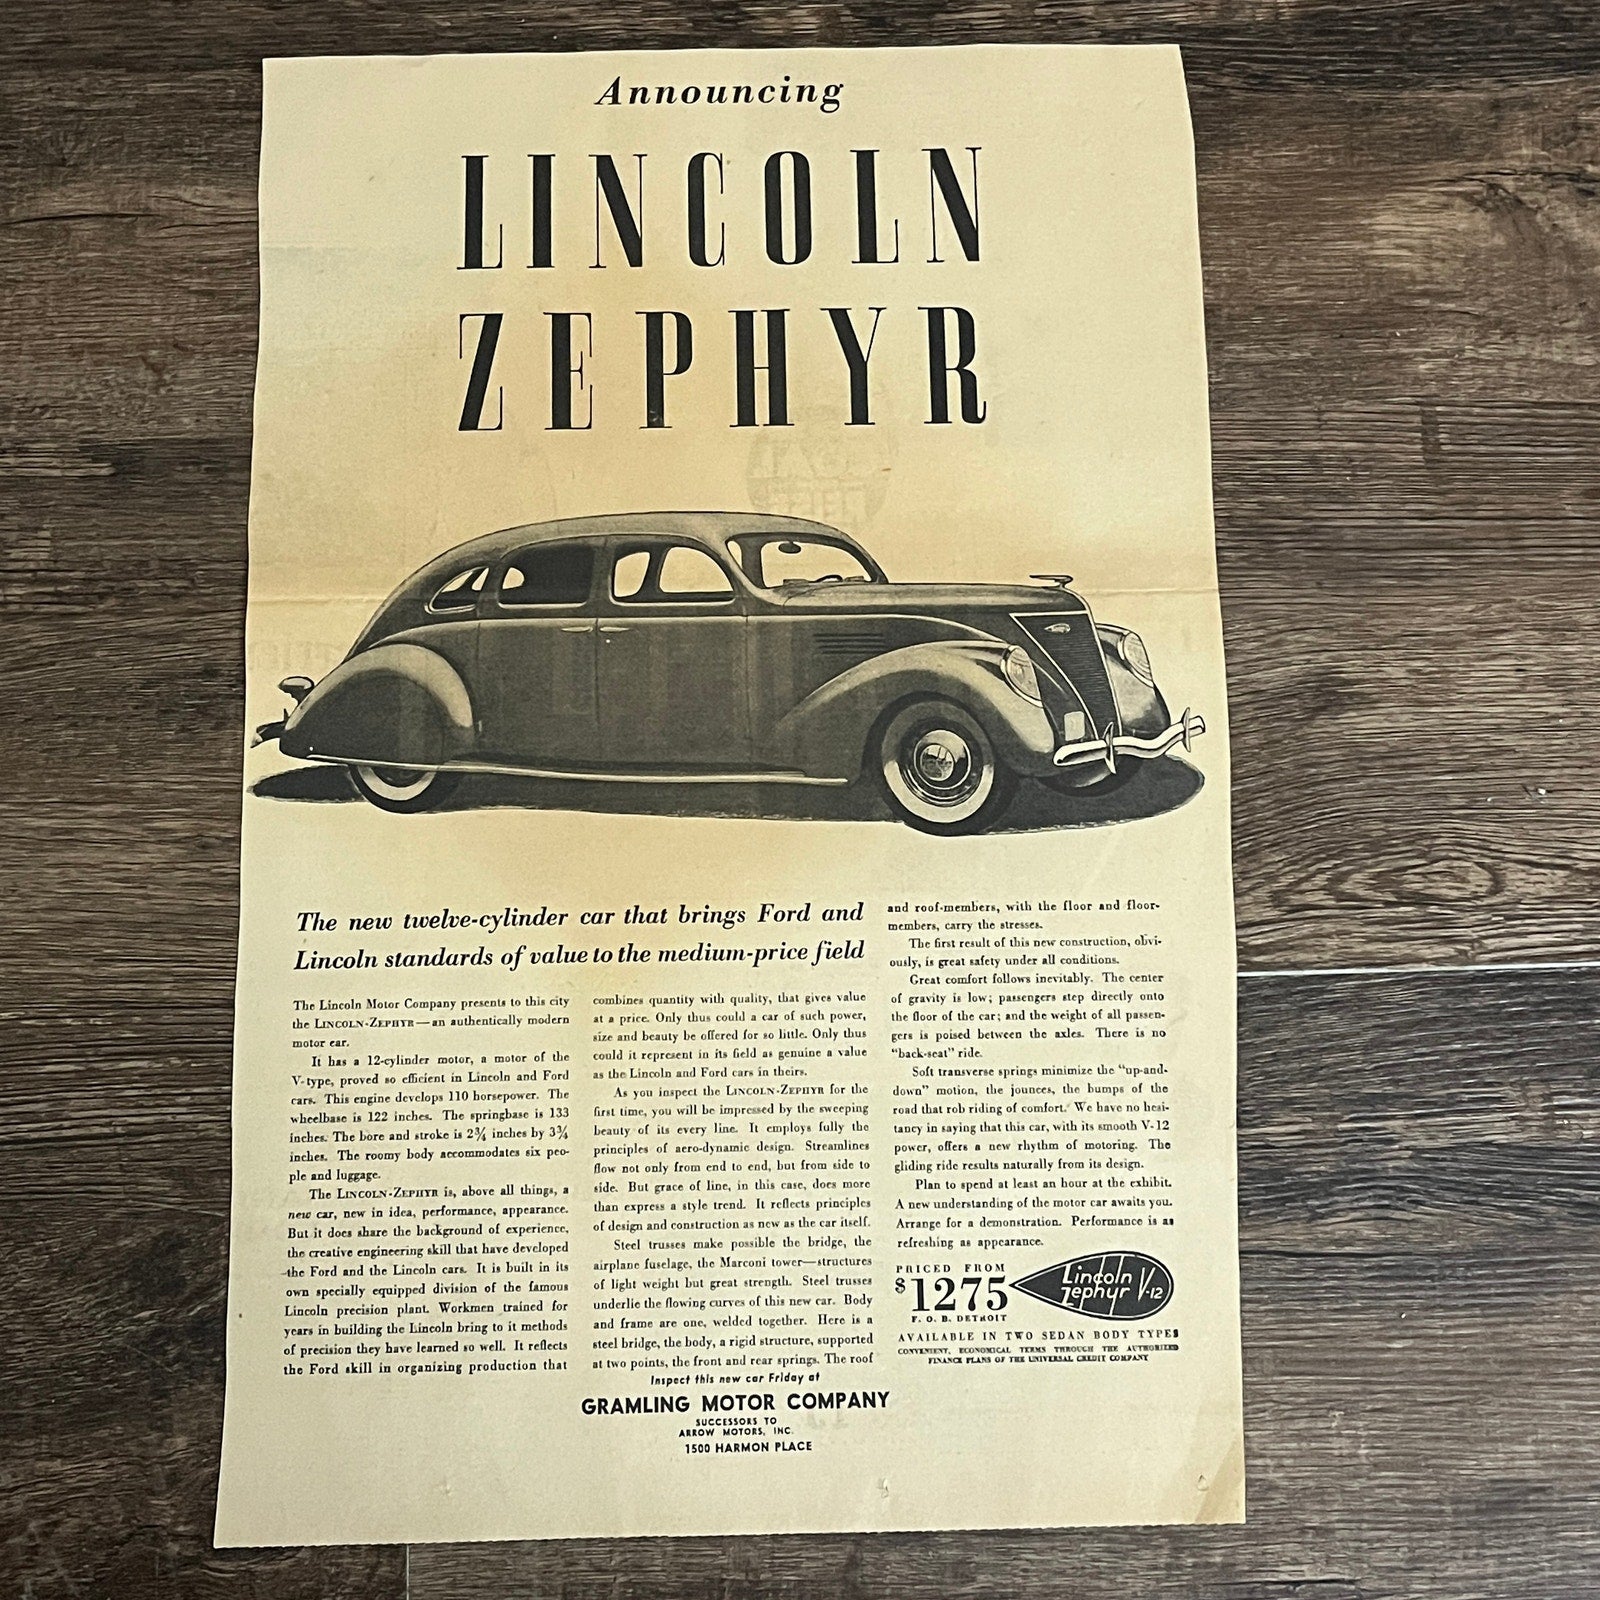 Announcing
LINCOLN
ZEPHYR
The new twelve-cylinder car that brings Ford and
Lincoln standards of value to the medium-price field
The Lincoln Motor Company presents to this city
the LINCOLN-ZEPHYR—an authentically modern
motor car.
It has a 12-cylinder motor, a motor of the
V-type, proved so efficient in Lincoln and Ford
cars. This engine develops 110 horsepower. The
wheelbase is 122 inches. The springbase is 133
inches. The bore and stroke is 2¾ inches by 3¾
inches. The roomy body accommodates six peo-
ple and luggage.
The LINCOLN-ZEPHYR is, above all things, a
new car, new in idea, performance, appearance.
But it does share the background of experience,
the creative engineering skill that have developed
the Ford and the Lincoln cars. It is built in its
own specially equipped division of the famous
Lincoln precision plant. Workmen trained for
years in building the Lincoln bring to it methods
of precision they have learned so well. It reflects
the Ford skill in organizing production that
combines quantity with quality, that gives value
at a price. Only thus could a car of such power,
size and beauty be offered for so little. Only thus
could it represent in its field as genuine a value
as the Lincoln and Ford cars in theirs.
As you inspect the LINCOLN-ZEPHYR for the
first time, you will be impressed by the sweeping
beauty of its every line. It employs fully the
principles of aero-dynamic design. Streamlines
flow not only from end to end, but from side to
side. But grace of line, in this case, does more
than express a style trend. It reflects principles
of design and construction as new as the car itself.
Steel trusses make possible the bridge, the
airplane fuselage, the Marconi tower—structures
of light weight but great strength. Steel trusses
underlie the flowing curves of this new car. Body
and frame are one, welded together. Here is a
steel bridge, the body, a rigid structure, supported
at two points, the front and rear springs. The roof
and roof-members, with the floor and floor-
members, carry the stresses.
The first result of this new construction, obvi-
ously, is great safety under all conditions.
Great comfort follows inevitably. The center
of gravity is low; passengers step directly onto
the floor of the car; and the weight of all passen-
gers is poised between the axles. There is no
"back-seat" ride.
Soft transverse springs minimize the "up-and-
down" motion, the jounces, the bumps of the
road that rob riding of comfort. We have no hesi-
tancy in saying that this car, with its smooth V-12
power, offers a new rhythm of motoring. The
gliding ride results naturally from its design.
Plan to spend at least an hour at the exhibit.
A new understanding of the motor car awaits you.
Arrange for a demonstration. Performance is as
refreshing as appearance.
PRICED FROM
$1275
F. O. B. DETROIT
Lincoln
Zephyr V-12
AVAILABLE IN TWO SEDAN BODY TYPES
CONVENIENT, ECONOMICAL TERMS THROUGH THE AUTHORIZED
FINANCE PLANS OF THE UNIVERSAL CREDIT COMPANY
Inspect this new car Friday at
GRAMLING MOTOR COMPANY
SUCCESSORS TO
ARROW MOTORS, INC.
1500 HARMON PLACE